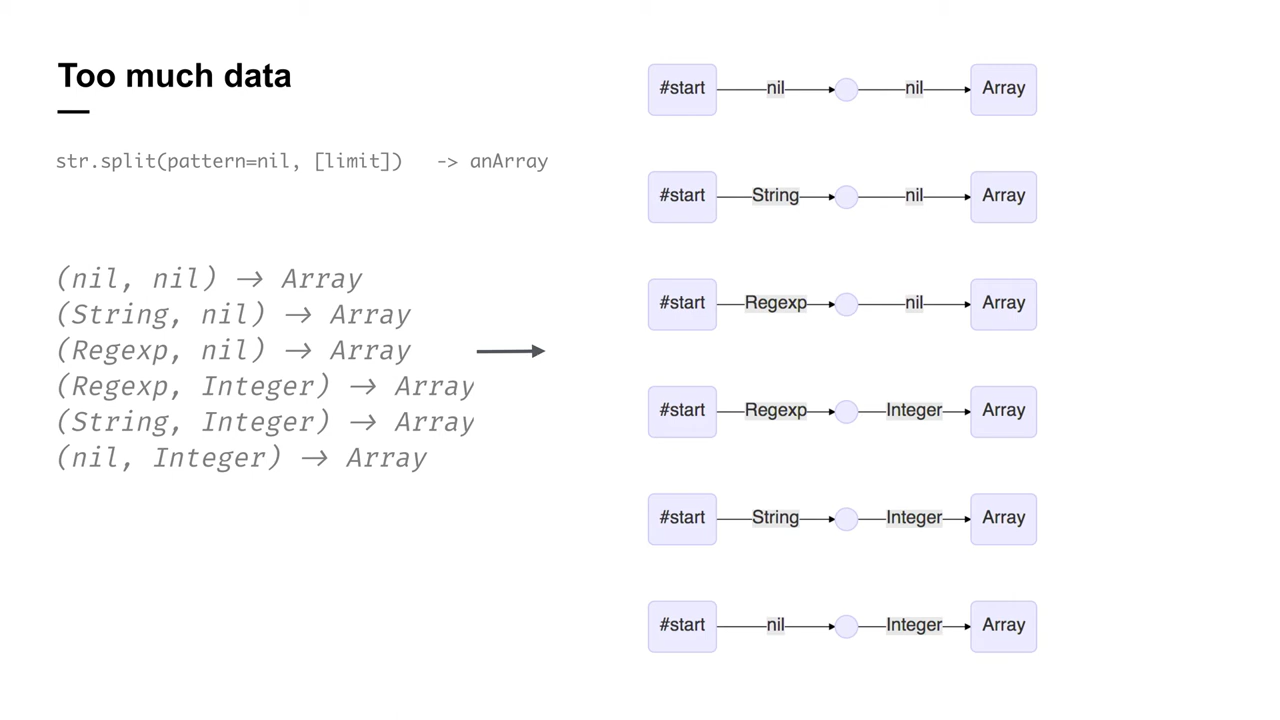 Too much data
str.split(pattern=nil, [limit])   -> anArray
(nil, nil) → Array
(String, nil) → Array
(Regexp, nil) → Array
(Regexp, Integer) → Array
(String, Integer) → Array
(nil, Integer) → Array
#start nil nil Array
#start String nil Array
#start Regexp nil Array
#start Regexp Integer Array
#start String Integer Array
#start nil Integer Array